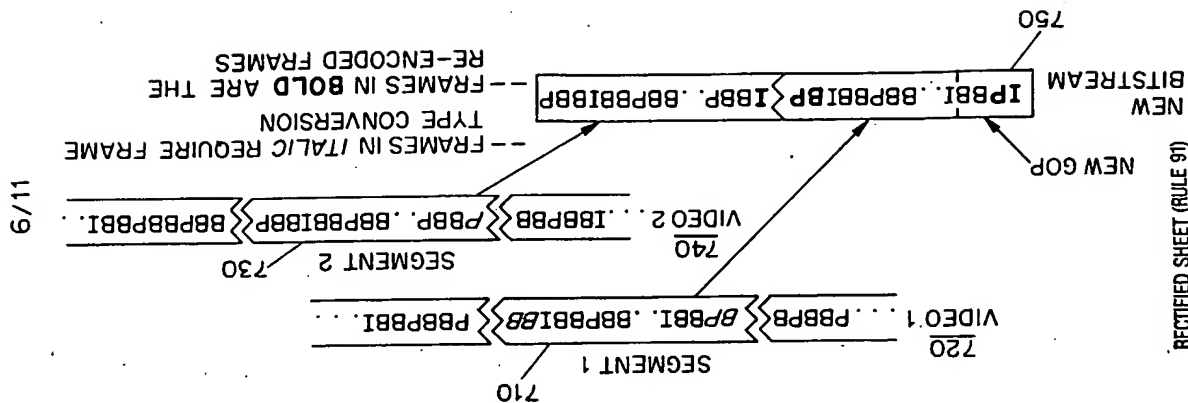 6/11
710
SEGMENT 1
720
VIDEO 1 . . . . PBBPB BPBBI. . BBPBBIBB PBBPBBI. . . .
730
SEGMENT 2
740
VIDEO 2 . . . . IBBPBB PBBP. . BBPBBIBBP BBPBBPBBI. . .
NEW GOP
--FRAMES IN ITALIC REQUIRE FRAME
TYPE CONVERSION
NEW
BITSTREAM
IPBBI. . BBPBBIBP IBBP. . BBPBBIBBP
--FRAMES IN BOLD ARE THE
RE-ENCODED FRAMES
750
RECTIFIED SHEET (RULE 91)